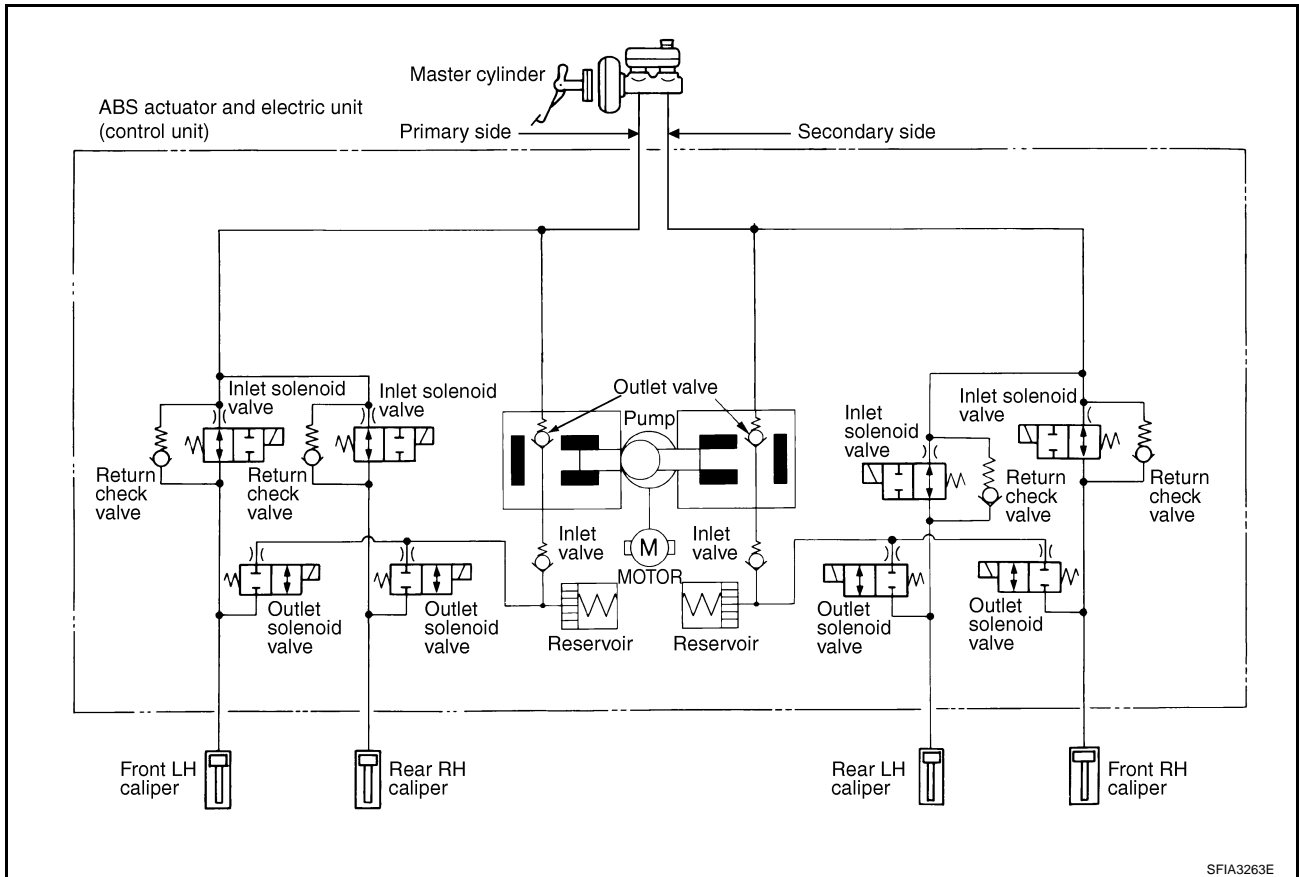 Master cylinder
ABS actuator and electric unit
(control unit)
Primary side
Secondary side
Inlet solenoid
valve
Inlet solenoid
valve
Outlet valve
Pump
Inlet
solenoid
valve
Inlet solenoid
valve
Return
check
valve
Return
check
valve
Return
check
valve
Return
check
valve
Inlet
valve
Inlet
valve
M
MOTOR
Outlet
solenoid
valve
Outlet
solenoid
valve
Reservoir
Reservoir
Outlet
solenoid
valve
Outlet
solenoid
valve
Front LH
caliper
Rear RH
caliper
Rear LH
caliper
Front RH
caliper
SFIA3263E